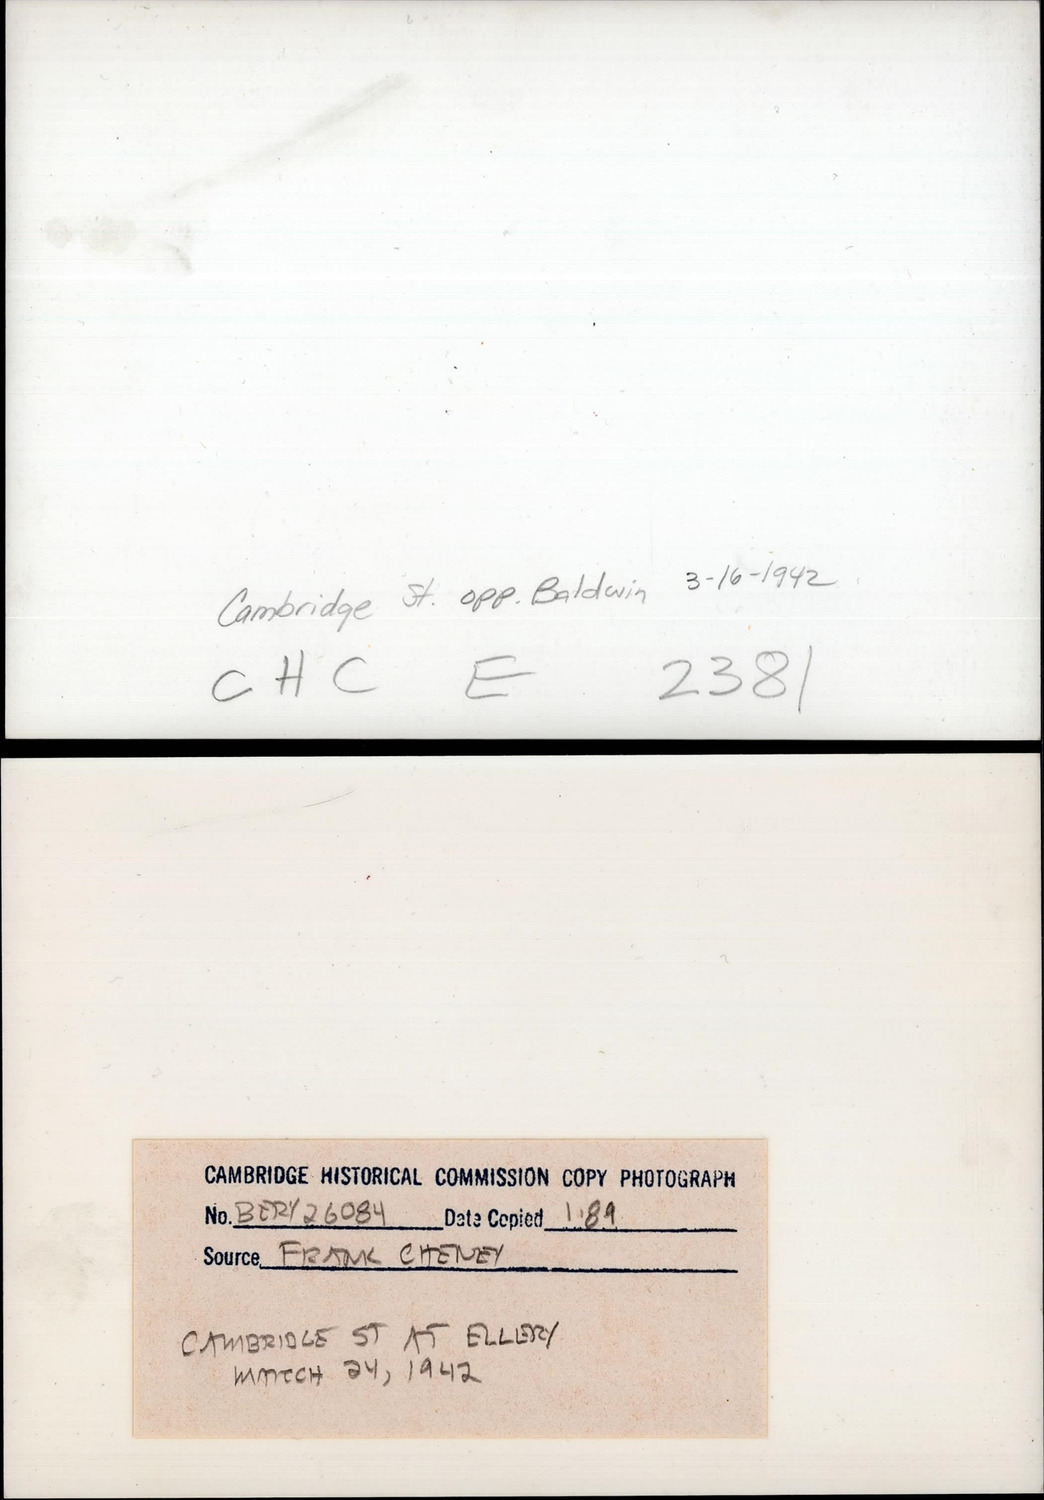 Cambridge St. opp. Baldwin 3-16-1942
CHC E 2381
CAMBRIDGE HISTORICAL COMMISSION COPY PHOTOGRAPH
No. BERY 26084 Date Copied 1.89
Source FRANK CHENEY
CAMBRIDGE ST AT ELLERY
MARCH 24, 1942